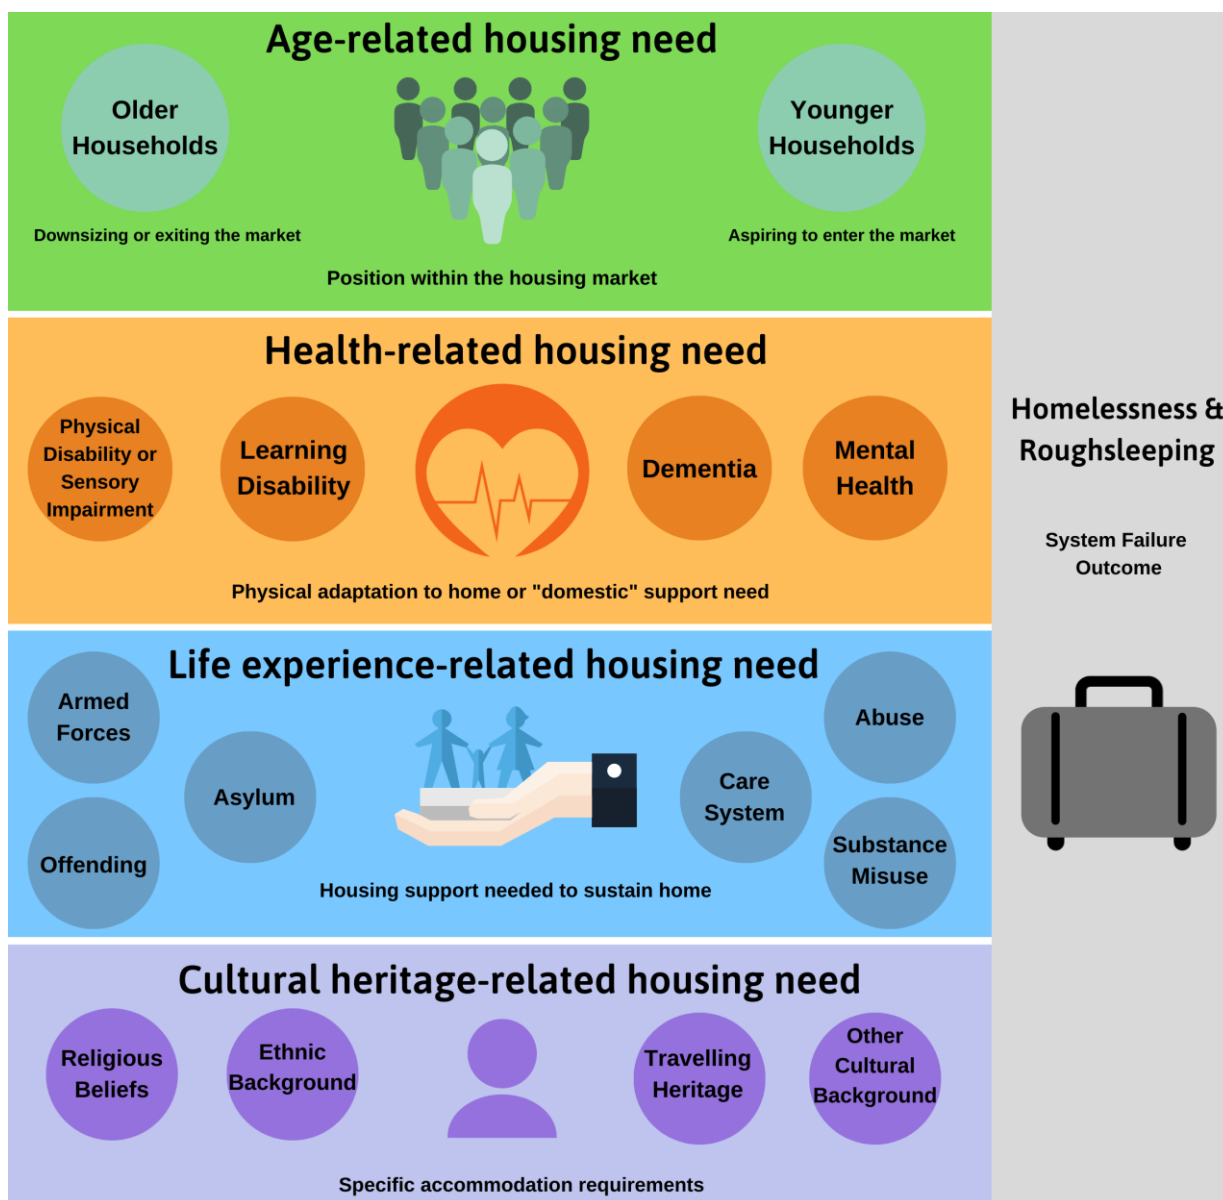 Age-related housing need
Older
Households
Younger
Households
Downsizing or exiting the market
Aspiring to enter the market
Position within the housing market
Health-related housing need
Physical
Disability or
Sensory
Impairment
Learning
Disability
Dementia
Mental
Health
Physical adaptation to home or "domestic" support need
Life experience-related housing need
Armed
Forces
Offending
Asylum
Care
System
Abuse
Substance
Misuse
Housing support needed to sustain home
Cultural heritage-related housing need
Religious
Beliefs
Ethnic
Background
Travelling
Heritage
Other
Cultural
Background
Specific accommodation requirements
Homelessness &
Roughsleeping
System Failure
Outcome